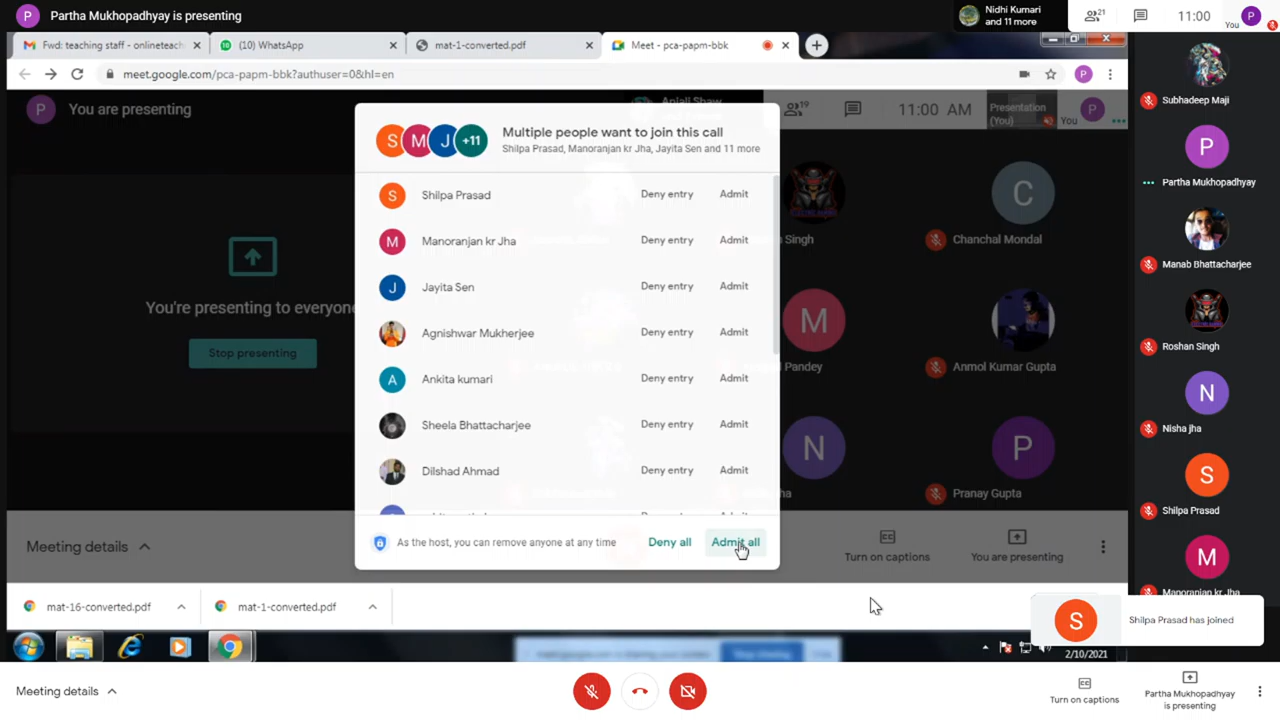 P Partha Mukhopadhyay is presenting
Nidhi Kumari
and 11 more
21
11:00
You
P
Fwd: teaching staff - onlineteach
(10) WhatsApp
mat-1-converted.pdf
Meet - pca-papm-bbk
meet.google.com/pca-papm-bbk?authuser=0&hl=en
P
P You are presenting
Anjali Shaw
19
11:00 AM
Presentation
(You)
You
P
Multiple people want to join this call
Shilpa Prasad, Manoranjan kr Jha, Jayita Sen and 11 more
S M J +11
S Shilpa Prasad Deny entry Admit
M Manoranjan kr Jha Deny entry Admit
J Jayita Sen Deny entry Admit
Agnishwar Mukherjee Deny entry Admit
A Ankita kumari Deny entry Admit
Sheela Bhattacharjee Deny entry Admit
Dilshad Ahmad Deny entry Admit
As the host, you can remove anyone at any time
Deny all
Admit all
You're presenting to everyone
Stop presenting
Singh
C
Chanchal Mondal
M
Pandey
Anmol Kumar Gupta
N
P
Pranay Gupta
Meeting details
Turn on captions
You are presenting
mat-16-converted.pdf
mat-1-converted.pdf
2/10/2021
Subhadeep Maji
P
Partha Mukhopadhyay
Manab Bhattacharjee
Roshan Singh
N
Nisha jha
S
Shilpa Prasad
M
Manoranjan kr Jha
S
Shilpa Prasad has joined
Meeting details
Turn on captions
Partha Mukhopadhyay
is presenting